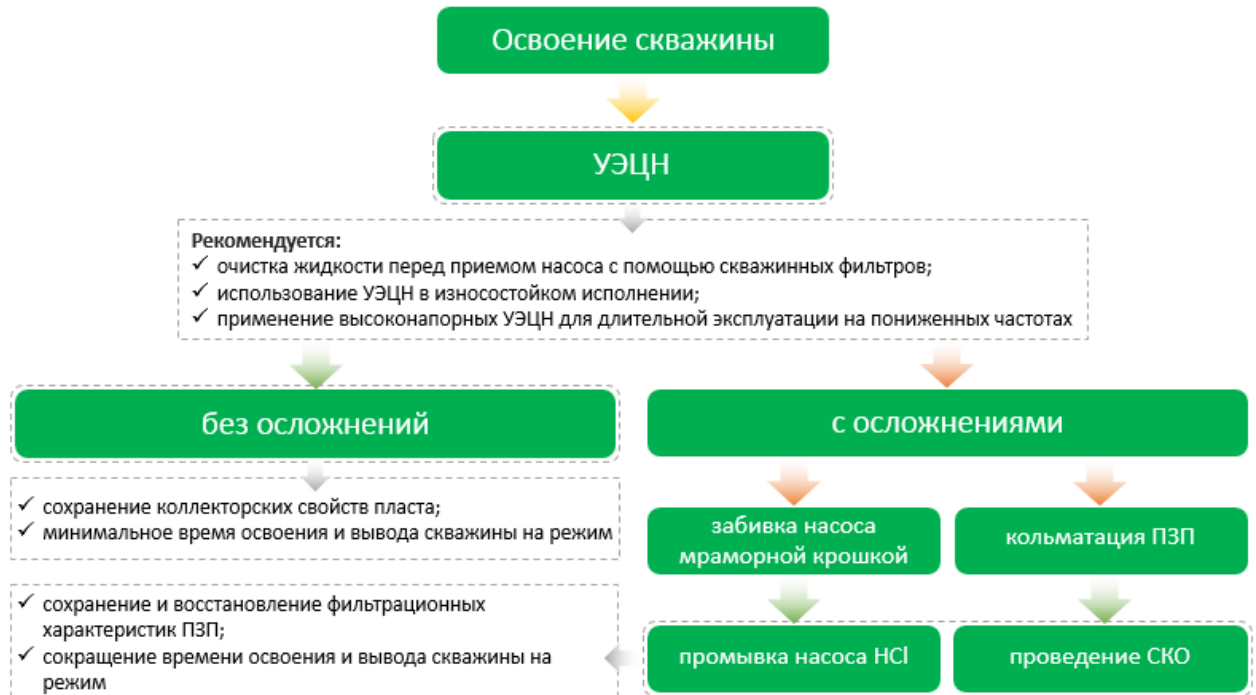 Освоение скважины
УЭЦН
Рекомендуется:
✓ очистка жидкости перед приемом насоса с помощью скважинных фильтров;
✓ использование УЭЦН в износостойком исполнении;
✓ применение высоконапорных УЭЦН для длительной эксплуатации на пониженных частотах
без осложнений
с осложнениями
✓ сохранение коллекторских свойств пласта;
✓ минимальное время освоения и вывода скважины на режим
забивка насоса
мраморной крошкой
кольматация ПЗП
✓ сохранение и восстановление фильтрационных
характеристик ПЗП;
✓ сокращение времени освоения и вывода скважины на
режим
промывка насоса HCl
проведение СКО